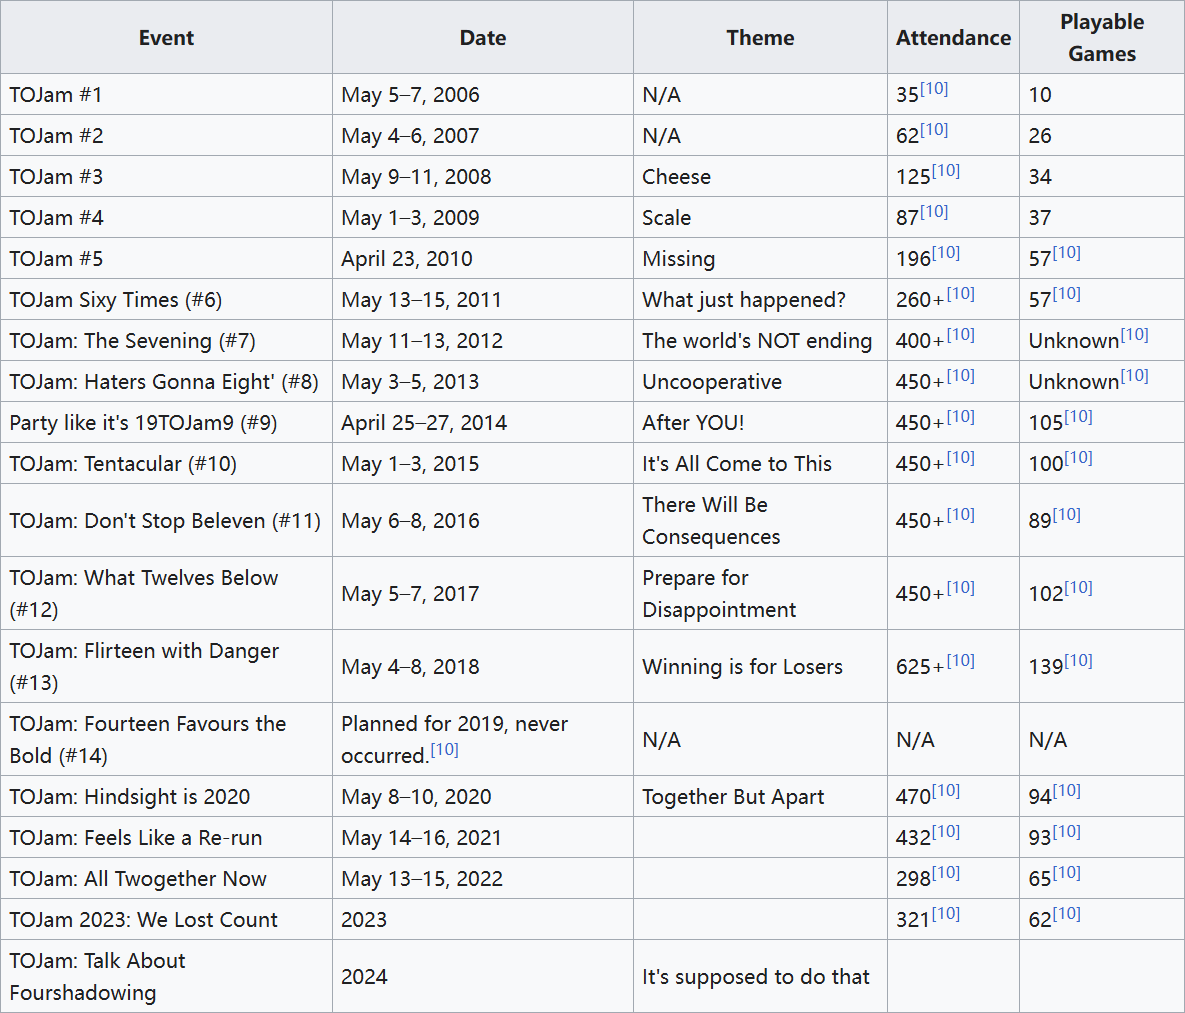 Event Date Theme Attendance Playable
Games
TOJam #1 May 5–7, 2006 N/A 35[10] 10
TOJam #2 May 4–6, 2007 N/A 62[10] 26
TOJam #3 May 9–11, 2008 Cheese 125[10] 34
TOJam #4 May 1–3, 2009 Scale 87[10] 37
TOJam #5 April 23, 2010 Missing 196[10] 57[10]
TOJam Sixy Times (#6) May 13–15, 2011 What just happened? 260+[10] 57[10]
TOJam: The Sevening (#7) May 11–13, 2012 The world's NOT ending 400+[10] Unknown[10]
TOJam: Haters Gonna Eight' (#8) May 3–5, 2013 Uncooperative 450+[10] Unknown[10]
Party like it's 19TOJam9 (#9) April 25–27, 2014 After YOU! 450+[10] 105[10]
TOJam: Tentacular (#10) May 1–3, 2015 It's All Come to This 450+[10] 100[10]
TOJam: Don't Stop Beleven (#11) May 6–8, 2016 There Will Be
Consequences 450+[10] 89[10]
TOJam: What Twelves Below
(#12) May 5–7, 2017 Prepare for
Disappointment 450+[10] 102[10]
TOJam: Flirteen with Danger
(#13) May 4–8, 2018 Winning is for Losers 625+[10] 139[10]
TOJam: Fourteen Favours the
Bold (#14) Planned for 2019, never
occurred.[10] N/A N/A N/A
TOJam: Hindsight is 2020 May 8–10, 2020 Together But Apart 470[10] 94[10]
TOJam: Feels Like a Re-run May 14–16, 2021 432[10] 93[10]
TOJam: All Twogether Now May 13–15, 2022 298[10] 65[10]
TOJam 2023: We Lost Count 2023 321[10] 62[10]
TOJam: Talk About
Fourshadowing 2024 It's supposed to do that